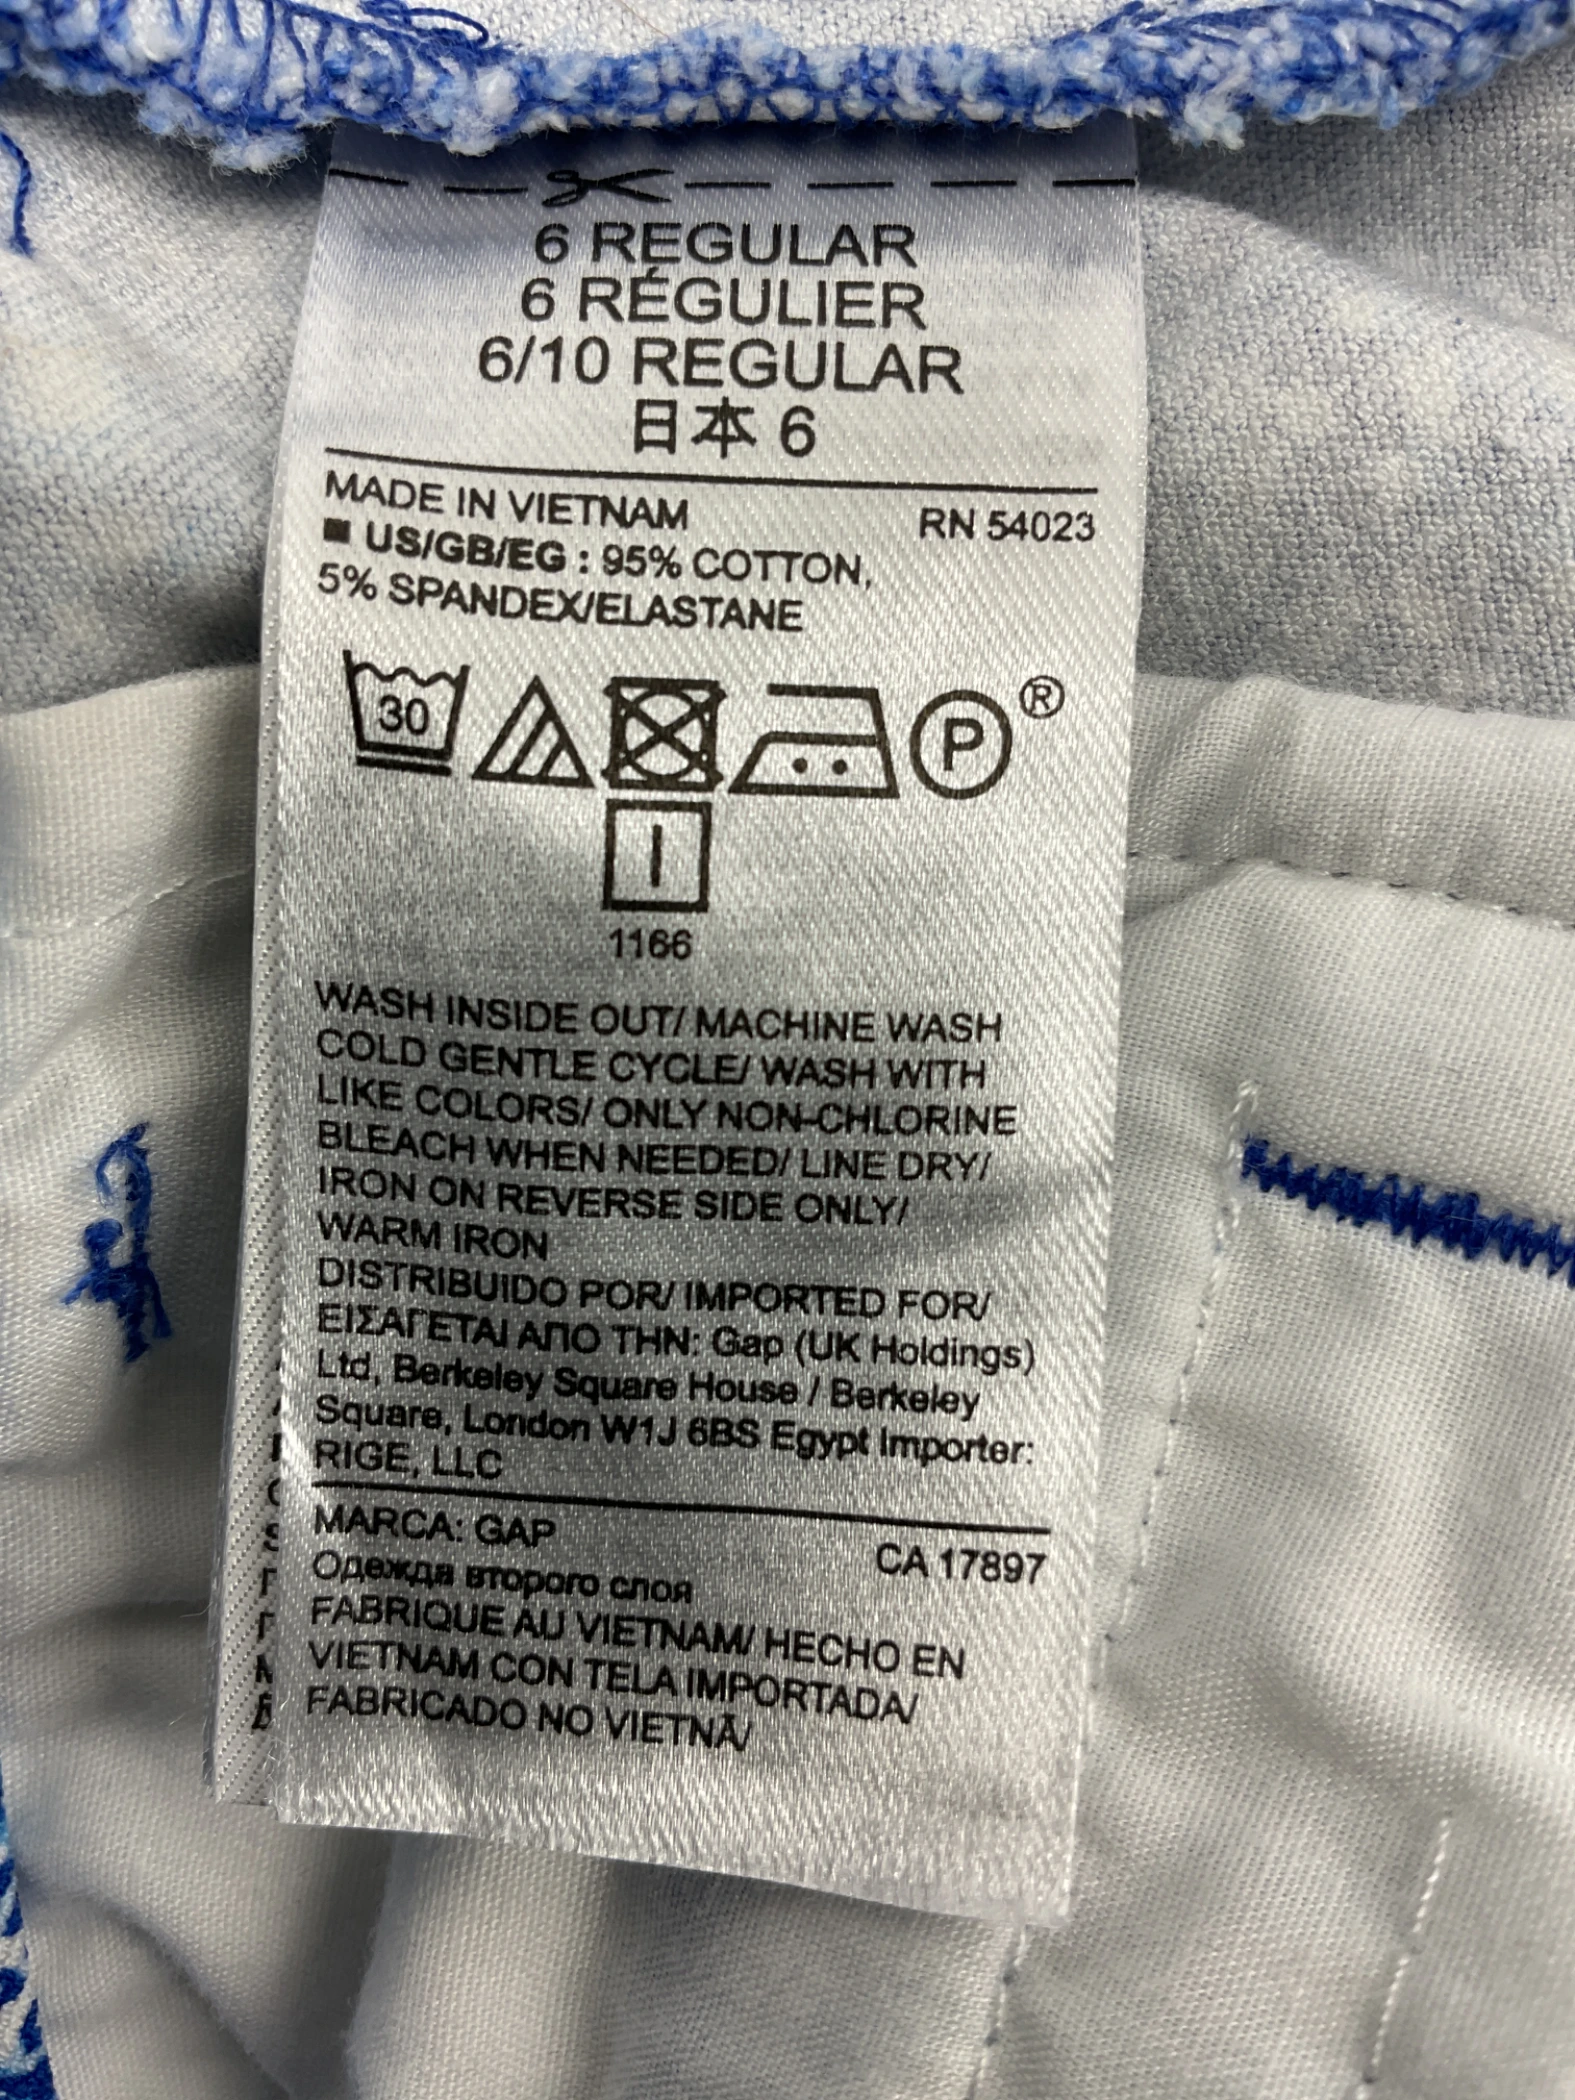 6 REGULAR
6 RÉGULIER
6/10 REGULAR
日本 6
MADE IN VIETNAM
RN 54023
■ US/GB/EG : 95% COTTON,
5% SPANDEX/ELASTANE
30
P
®
1166
WASH INSIDE OUT/ MACHINE WASH
COLD GENTLE CYCLE/ WASH WITH
LIKE COLORS/ ONLY NON-CHLORINE
BLEACH WHEN NEEDED/ LINE DRY/
IRON ON REVERSE SIDE ONLY/
WARM IRON
DISTRIBUIDO POR/ IMPORTED FOR/
ΕΙΣΑΓΕΤΑΙ ΑΠΟ ΤΗΝ: Gap (UK Holdings)
Ltd, Berkeley Square House / Berkeley
Square, London W1J 6BS Egypt Importer:
RIGE, LLC
MARCA: GAP
CA 17897
Одежда второго слоя
FABRIQUE AU VIETNAM/ HECHO EN
VIETNAM CON TELA IMPORTADA/
FABRICADO NO VIETNÃ/